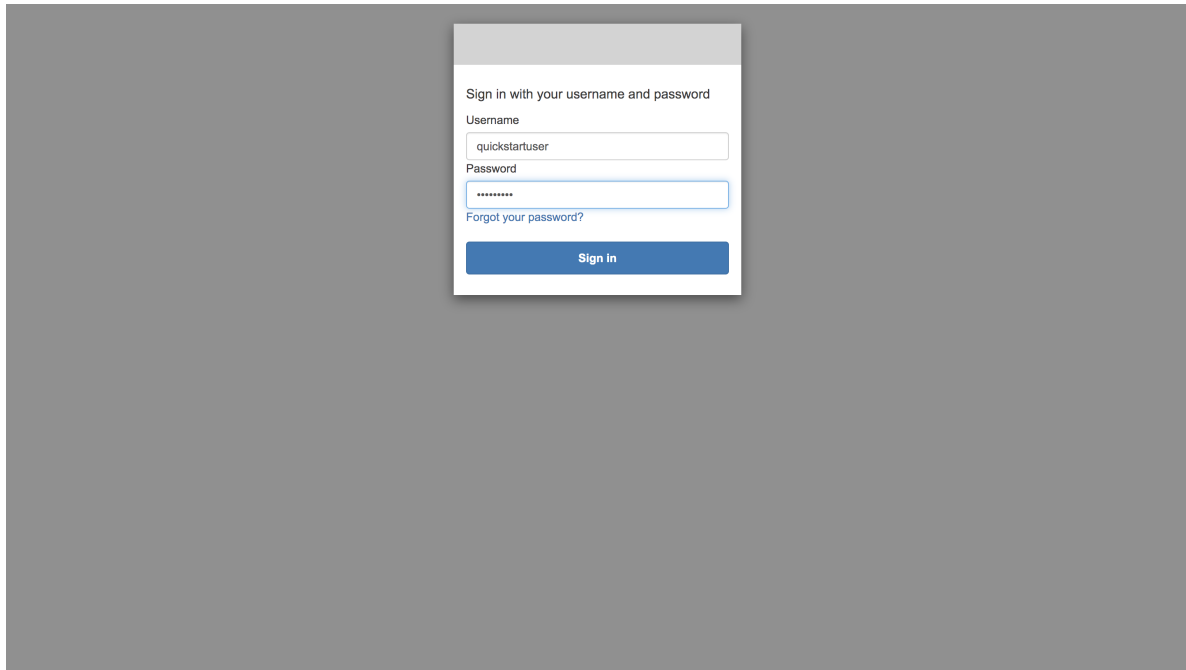 Sign in with your username and password
Username
quickstartuser
Password
•••••••••
Forgot your password?
Sign in